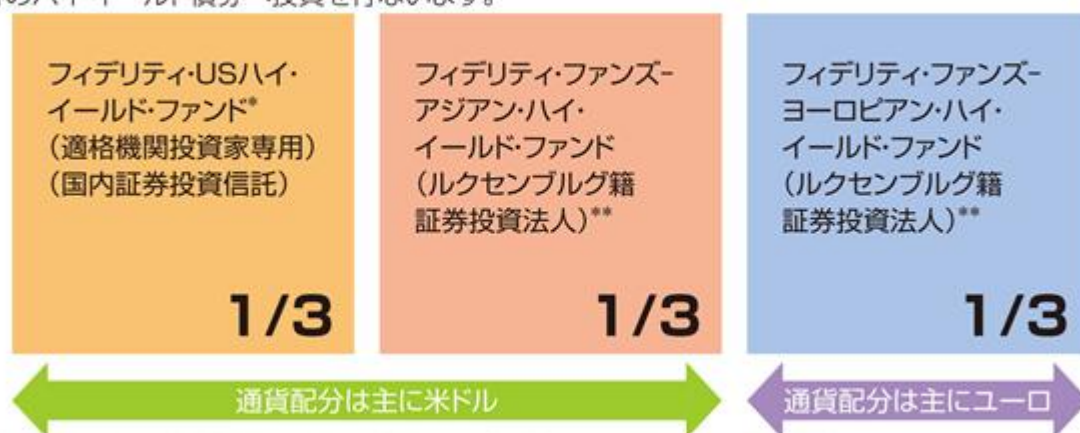 フィデリティ・USハイ・
イールド・ファンド*
（適格機関投資家専用）
（国内証券投資信託）
1/3
フィデリティ・ファンズ-
アジアン・ハイ・
イールド・ファンド
（ルクセンブルグ籍
証券投資法人）**
1/3
フィデリティ・ファンズ-
ヨーロピアン・ハイ・
イールド・ファンド
（ルクセンブルグ籍
証券投資法人）**
1/3
通貨配分は主に米ドル
通貨配分は主にユーロ